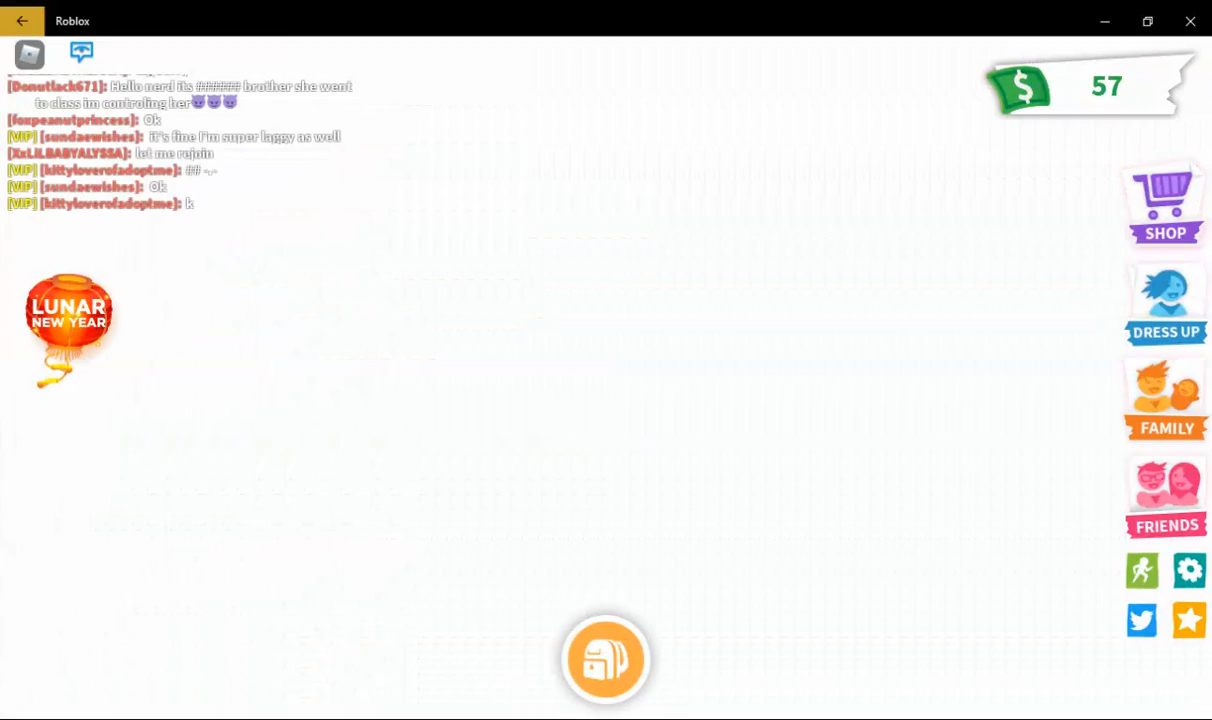 Roblox
[Donutlack671]: Hello nerd its ###### brother she went
to class im controling her😈😈😈
[foxpeanutprincess]: Ok
[VIP] [sundaewishes]: it's fine I'm super laggy as well
[XxLILBABYALYSSA]: let me rejoin
[VIP] [kittyloverofadoptme]: ## -.-
[VIP] [sundaewishes]: Ok
[VIP] [kittyloverofadoptme]: k
57
SHOP
LUNAR
NEW YEAR
DRESS UP
FAMILY
FRIENDS